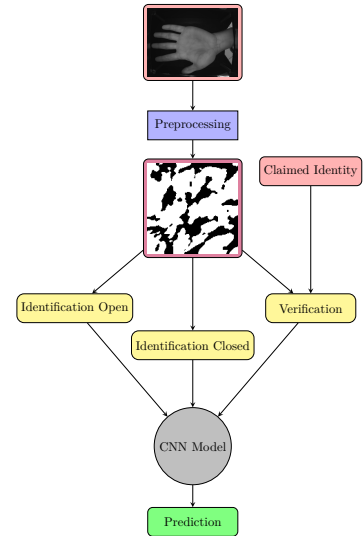 Preprocessing
Claimed Identity
Identification Open
Verification
Identification Closed
CNN Model
Prediction